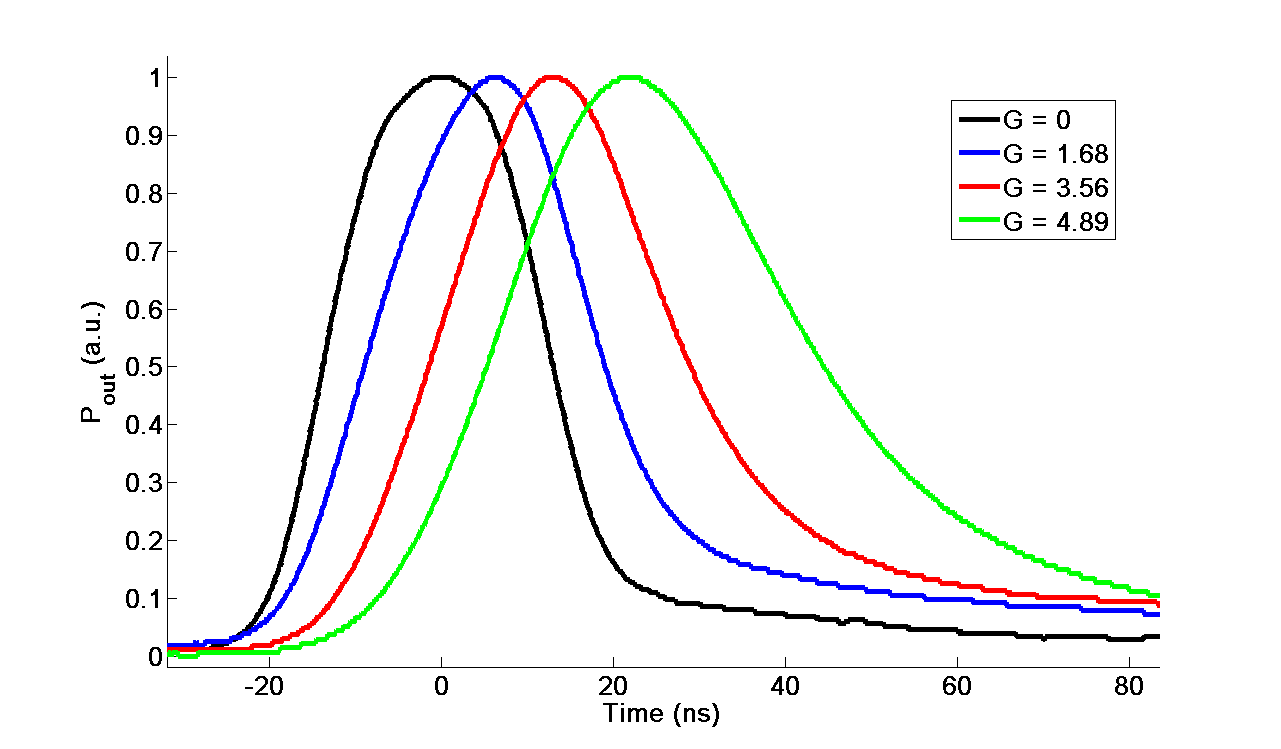 1
0.9
0.8
0.7
0.6
0.5
0.4
0.3
0.2
0.1
0
P_out (a.u.)
-20 0 20 40 60 80
Time (ns)
G = 0
G = 1.68
G = 3.56
G = 4.89